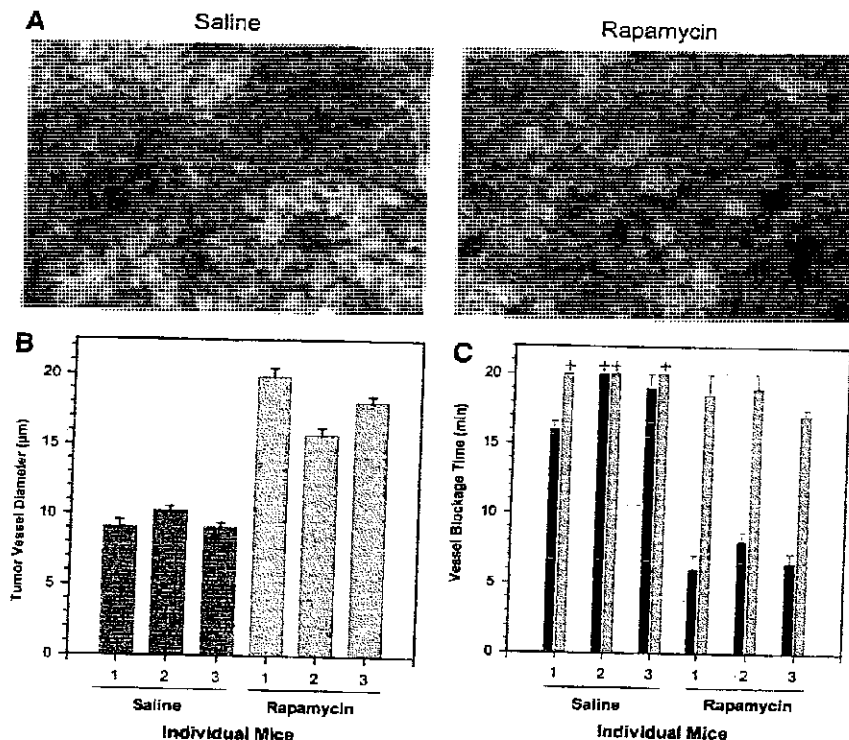 A
Saline
Rapamycin
B
20
15
10
5
0
Tumor Vessel Diameter (µm)
1 2 3 1 2 3
Saline Rapamycin
Individual Mice
C
+ ++ +
20
15
10
5
0
Vessel Blockage Time (min)
1 2 3 1 2 3
Saline Rapamycin
Individual Mice